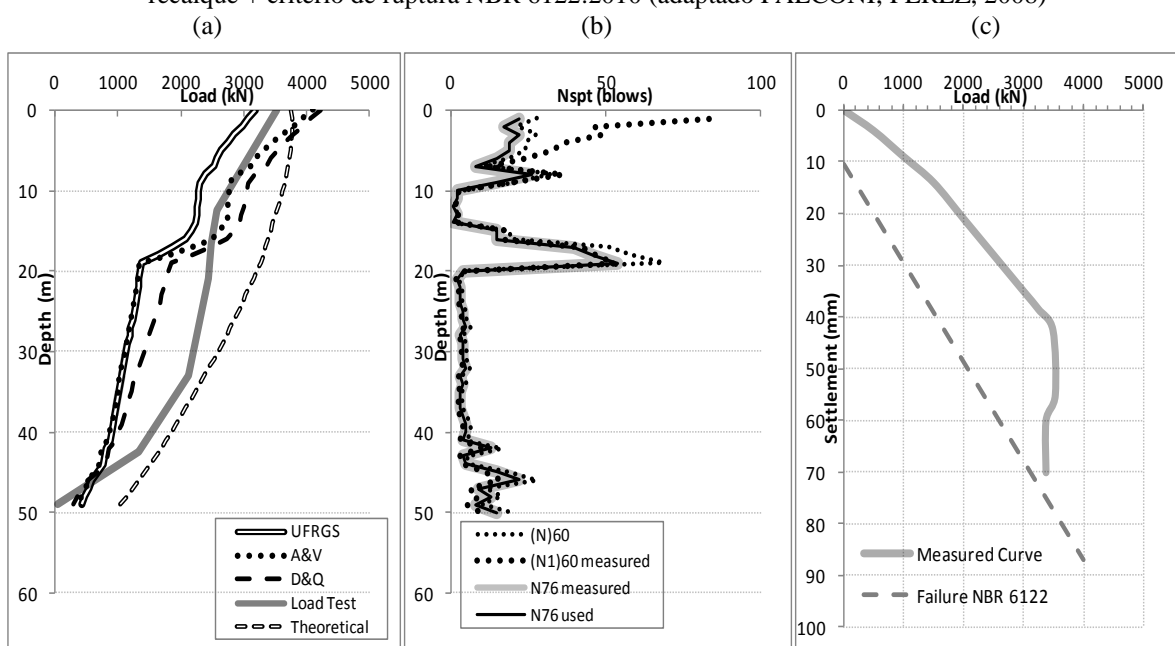 recalque + critério de ruptura NBR 6122:2010 (adaptado FALCONI; PEREZ, 2008)
(a) (b) (c)
0 1000 2000 3000 4000 5000
Load (kN)
0
10
20
30
40
50
60
Depth (m)
UFRGS
A&V
D&Q
Load Test
Theoretical
0 50 100
Nspt (blows)
0
10
20
30
40
50
60
Depth (m)
(N)60
(N1)60 measured
N76 measured
N76 used
0 1000 2000 3000 4000 5000
Load (kN)
0
10
20
30
40
50
60
70
80
90
100
Settlement (mm)
Measured Curve
Failure NBR 6122